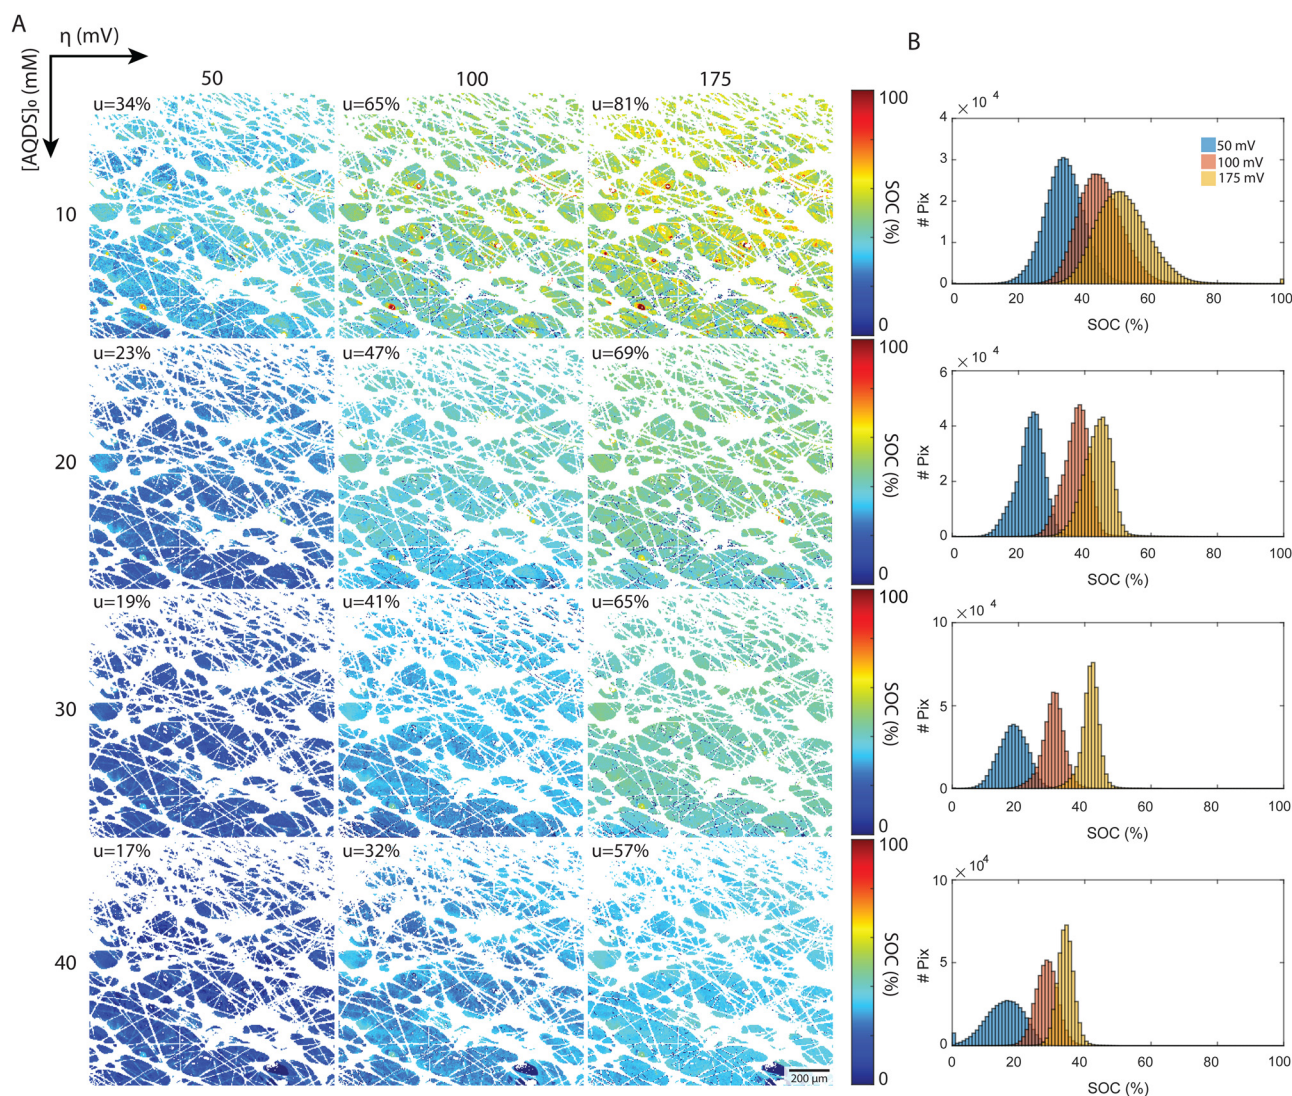 A
B
η (mV)
[AQDS]₀ (mM)
50
100
175
10
u=34%
u=65%
u=81%
100
SOC (%)
0
20
u=23%
u=47%
u=69%
100
SOC (%)
0
30
u=19%
u=41%
u=65%
100
SOC (%)
0
40
u=17%
u=32%
u=57%
200 µm
100
SOC (%)
0
× 10⁴
4
3
2
1
0
# Pix
50 mV
100 mV
175 mV
0 20 40 60 80 100
SOC (%)
× 10⁴
6
4
2
0
# Pix
0 20 40 60 80 100
SOC (%)
× 10⁴
10
5
0
# Pix
0 20 40 60 80 100
SOC (%)
× 10⁴
10
5
0
# Pix
0 20 40 60 80 100
SOC (%)